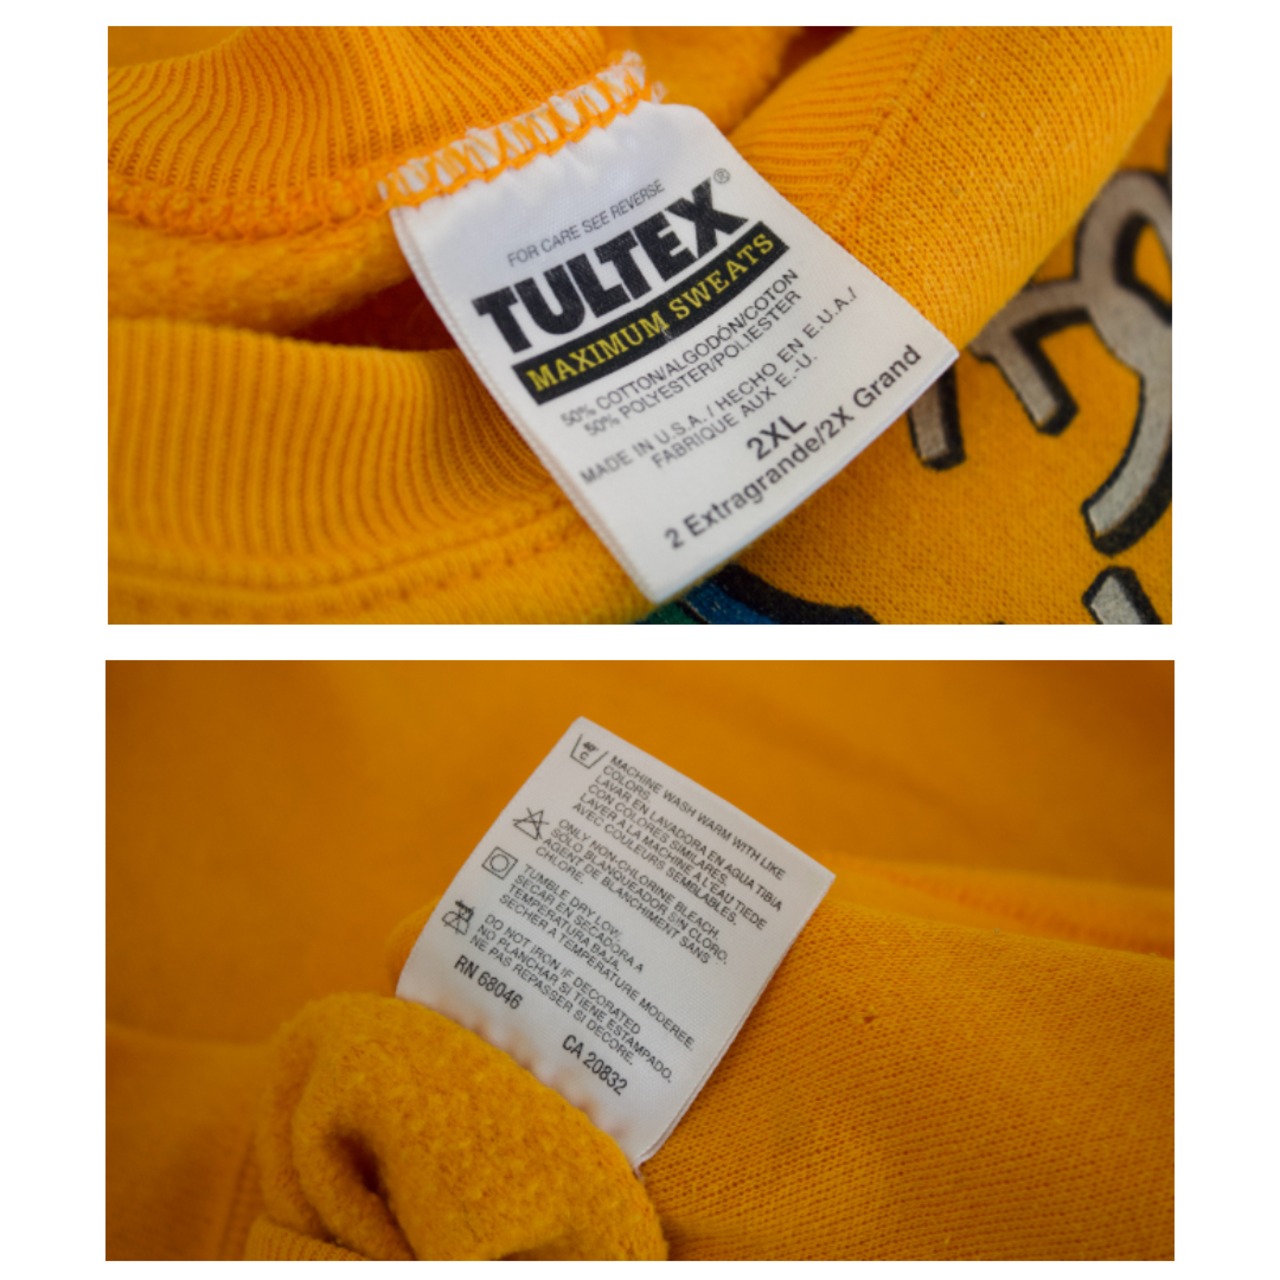 FOR CARE SEE REVERSE
TULTEX®
MAXIMUM SWEATS
50% COTTON/ALGODÓN/COTON
50% POLYESTER/POLIESTER
MADE IN U.S.A. / HECHO EN E.U.A./
FABRIQUE AUX E.-U.
2XL
2 Extragrande/2X Grand
40°
C
MACHINE WASH WARM WITH LIKE
COLORS.
LAVAR EN LAVADORA EN AGUA TIBIA
CON COLORES SIMILARES.
LAVER A LA MACHINE A L'EAU TIEDE
AVEC COULEURS SEMBLABLES.
ONLY NON-CHLORINE BLEACH.
SÓLO BLANQUEADOR SIN CLORO.
AGENT DE BLANCHIMENT SANS
CHLORE.
TUMBLE DRY LOW.
SECAR EN SECADORA A
TEMPERATURA BAJA.
SECHER A TEMPERATURE MODEREE.
DO NOT IRON IF DECORATED
NO PLANCHAR SI TIENE ESTAMPADO.
NE PAS REPASSER SI DECORE.
RN 68046
CA 20832